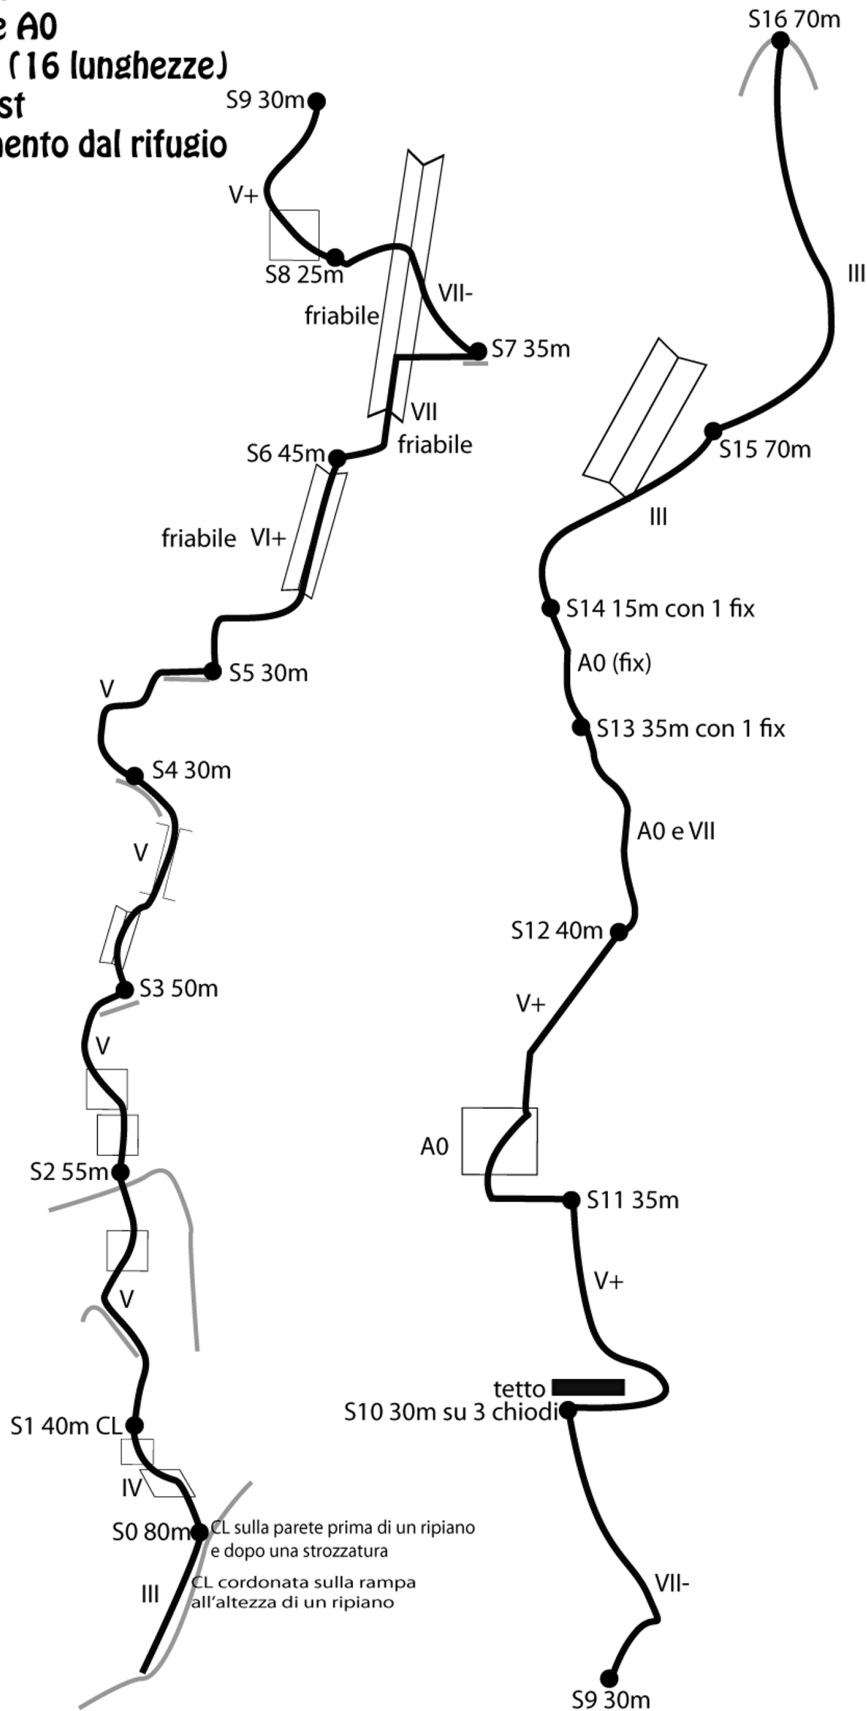 e A0
(16 lunghezze)
st
ento dal rifugio
S9 30m
V+
S8 25m
friabile
VII-
S7 35m
VII
friabile
S6 45m
friabile VI+
S5 30m
V
S4 30m
V
S3 50m
V
S2 55m
V
S1 40m CL
IV
S0 80m
CL sulla parete prima di un ripiano
e dopo una strozzatura
CL cordonata sulla rampa
all'altezza di un ripiano
III
S16 70m
III
S15 70m
III
S14 15m con 1 fix
A0 (fix)
S13 35m con 1 fix
A0 e VII
S12 40m
V+
A0
S11 35m
V+
tetto
S10 30m su 3 chiodi
VII-
S9 30m